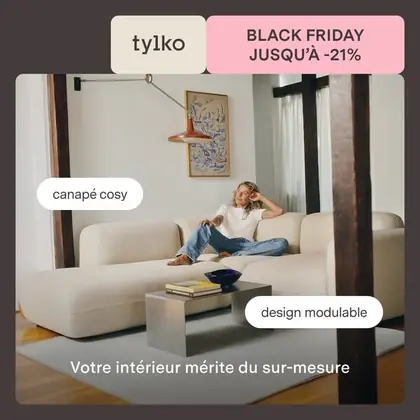 tylko
BLACK FRIDAY
JUSQU'À -21%
canapé cosy
design modulable
Votre intérieur mérite du sur-mesure